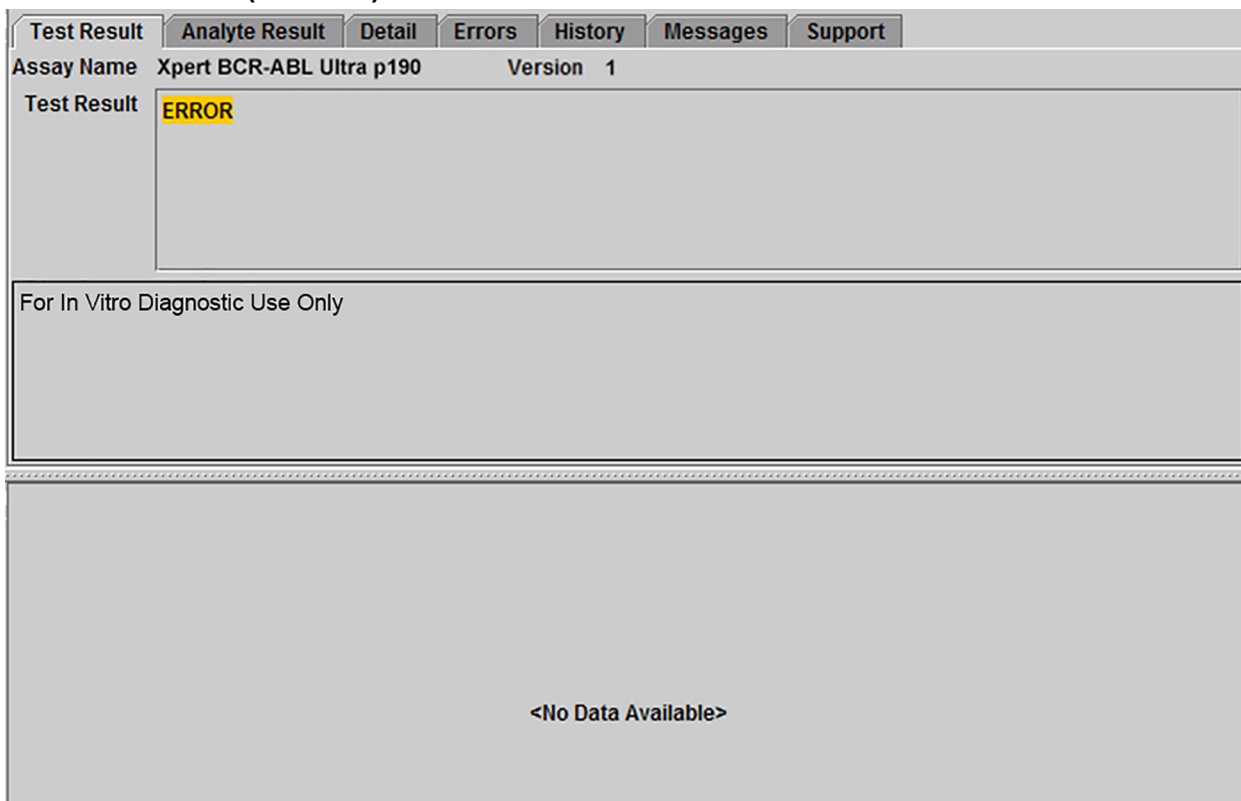 Test Result Analyte Result Detail Errors History Messages Support
Assay Name Xpert BCR-ABL Ultra p190 Version 1
Test Result ERROR
For In Vitro Diagnostic Use Only
<No Data Available>